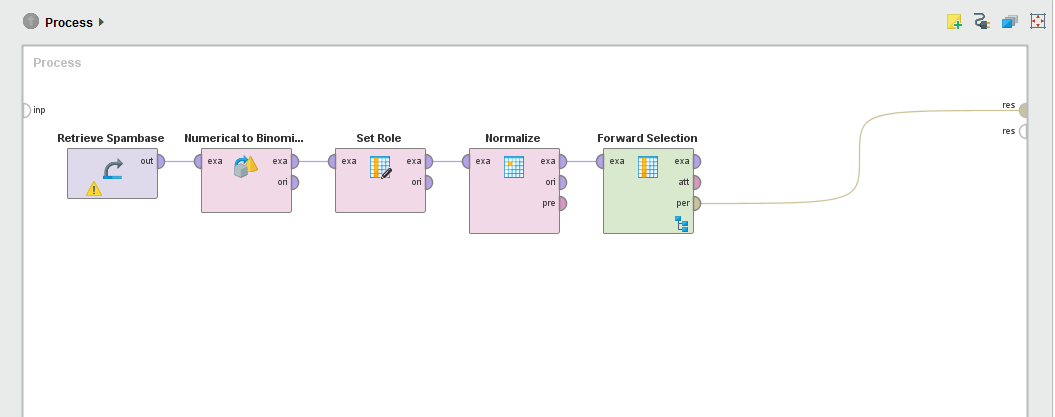 Process
Process
inp
res
res
Retrieve Spambase
out
Numerical to Binomi...
exa
exa
ori
Set Role
exa
exa
ori
Normalize
exa
exa
ori
pre
Forward Selection
exa
exa
att
per